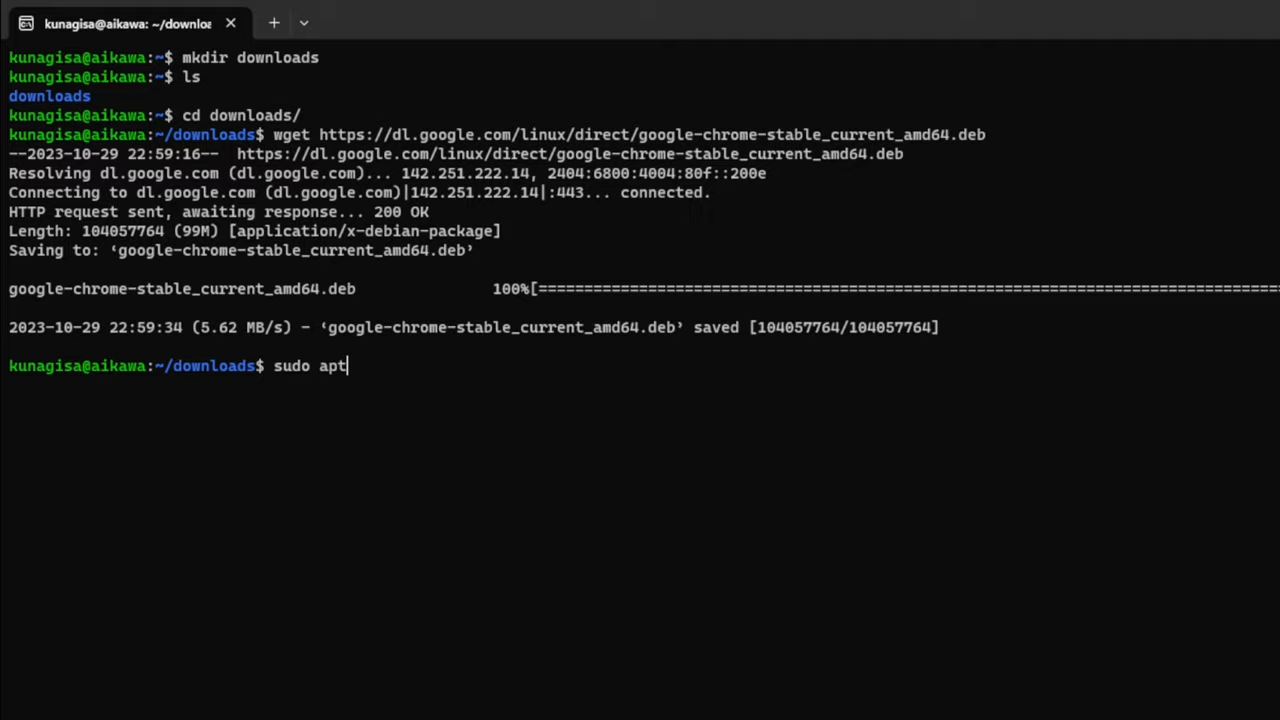 kunagisa@aikawa: ~/downloa
kunagisa@aikawa:~$ mkdir downloads
kunagisa@aikawa:~$ ls
downloads
kunagisa@aikawa:~$ cd downloads/
kunagisa@aikawa:~/downloads$ wget https://dl.google.com/linux/direct/google-chrome-stable_current_amd64.deb
--2023-10-29 22:59:16--  https://dl.google.com/linux/direct/google-chrome-stable_current_amd64.deb
Resolving dl.google.com (dl.google.com)... 142.251.222.14, 2404:6800:4004:80f::200e
Connecting to dl.google.com (dl.google.com)|142.251.222.14|:443... connected.
HTTP request sent, awaiting response... 200 OK
Length: 104057764 (99M) [application/x-debian-package]
Saving to: ‘google-chrome-stable_current_amd64.deb’
google-chrome-stable_current_amd64.deb               100%[=================================================================================
2023-10-29 22:59:34 (5.62 MB/s) - ‘google-chrome-stable_current_amd64.deb’ saved [104057764/104057764]
kunagisa@aikawa:~/downloads$ sudo apt